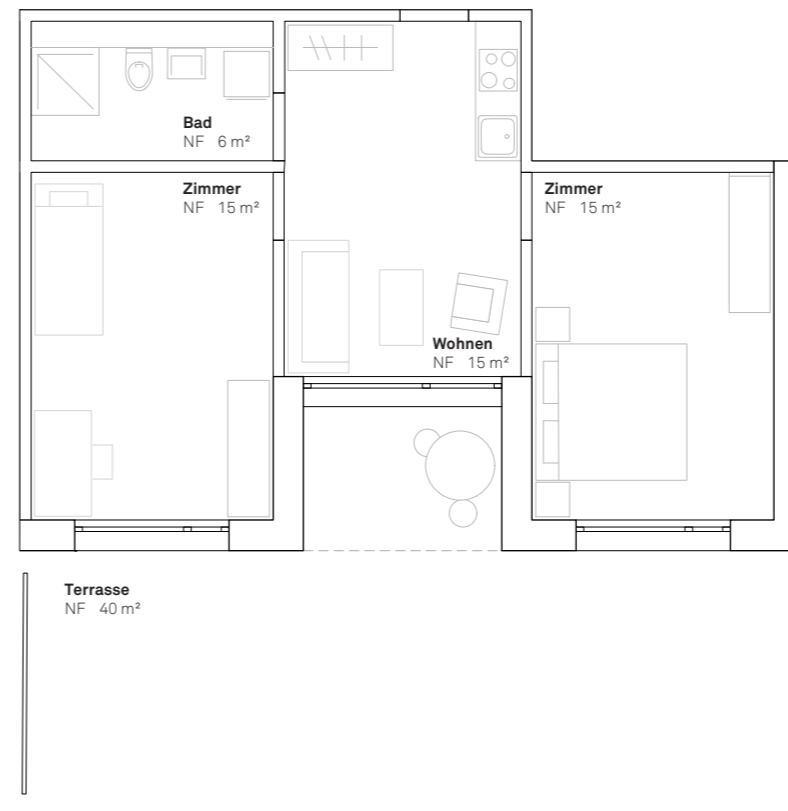 Bad
NF 6 m²
Zimmer
NF 15 m²
Zimmer
NF 15 m²
Wohnen
NF 15 m²
Terrasse
NF 40 m²